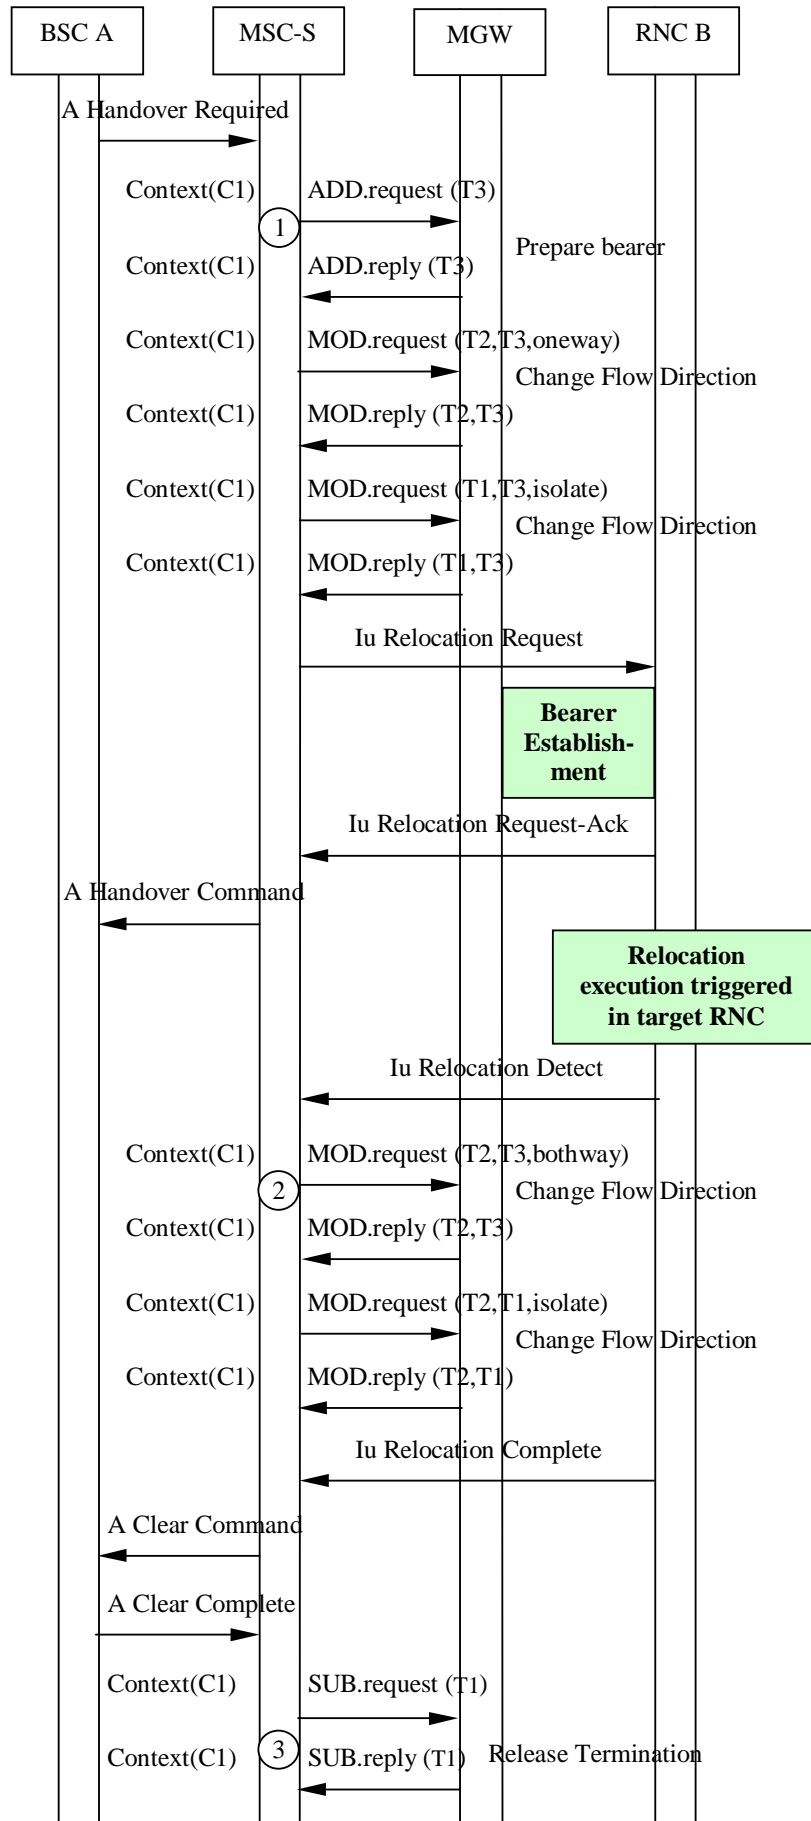 BSC A MSC-S MGW RNC B
A Handover Required
Context(C1) ADD.request (T3)
1
Prepare bearer
Context(C1) ADD.reply (T3)
Context(C1) MOD.request (T2,T3,oneway)
Change Flow Direction
Context(C1) MOD.reply (T2,T3)
Context(C1) MOD.request (T1,T3,isolate)
Change Flow Direction
Context(C1) MOD.reply (T1,T3)
Iu Relocation Request
Bearer
Establish-
ment
Iu Relocation Request-Ack
A Handover Command
Relocation
execution triggered
in target RNC
Iu Relocation Detect
Context(C1) MOD.request (T2,T3,bothway)
2 Change Flow Direction
Context(C1) MOD.reply (T2,T3)
Context(C1) MOD.request (T2,T1,isolate)
Change Flow Direction
Context(C1) MOD.reply (T2,T1)
Iu Relocation Complete
A Clear Command
A Clear Complete
Context(C1) SUB.request (T1)
3
Context(C1) SUB.reply (T1) Release Termination